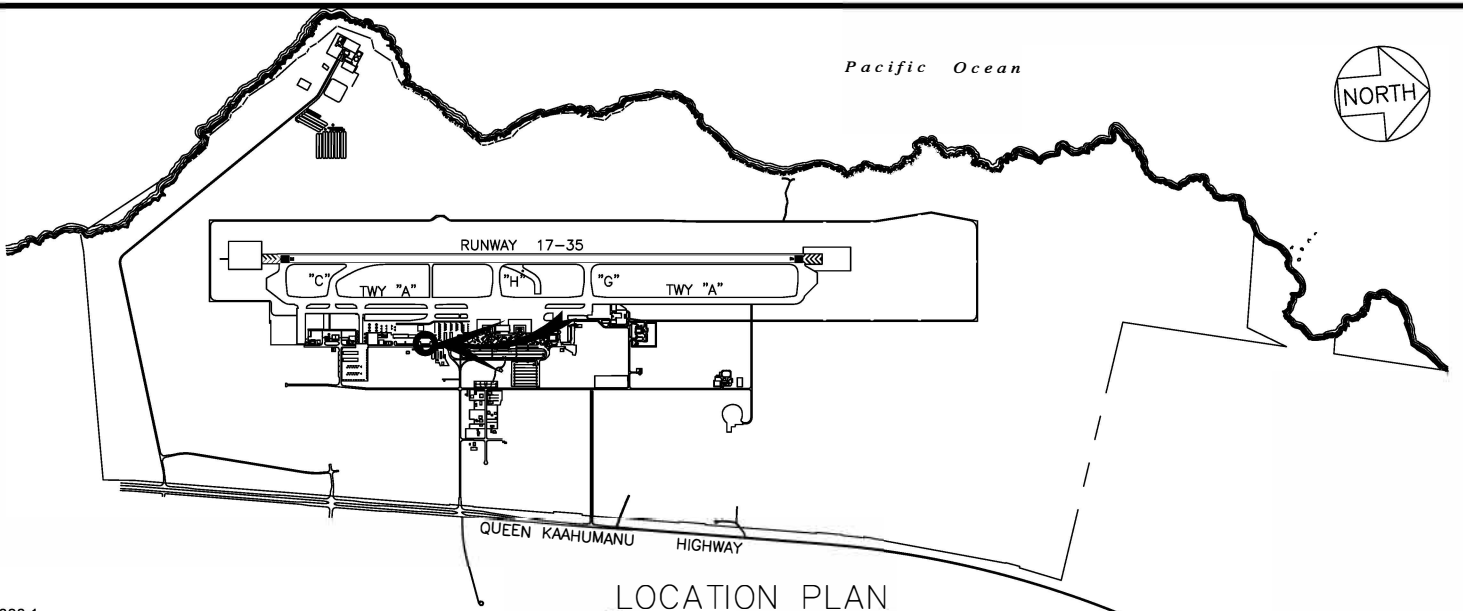 Pacific Ocean
NORTH
RUNWAY 17-35
"C"
"H"
"G"
TWY "A"
TWY "A"
QUEEN KAAHUMANU HIGHWAY
LOCATION PLAN